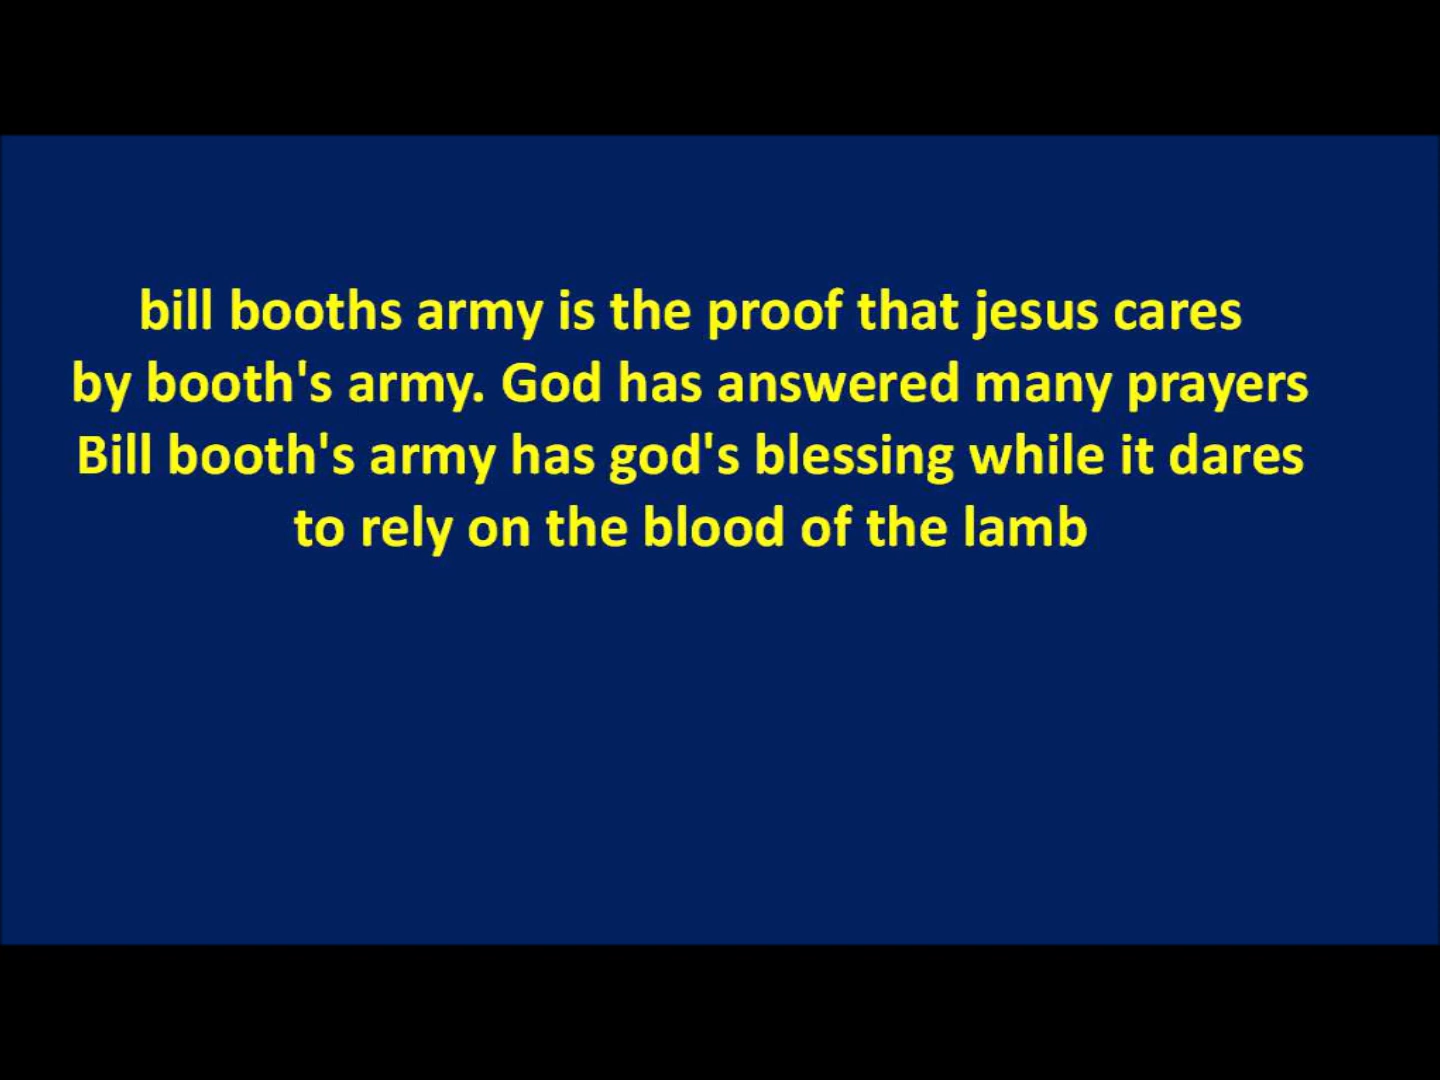 bill booths army is the proof that jesus cares
by booth's army. God has answered many prayers
Bill booth's army has god's blessing while it dares
to rely on the blood of the lamb